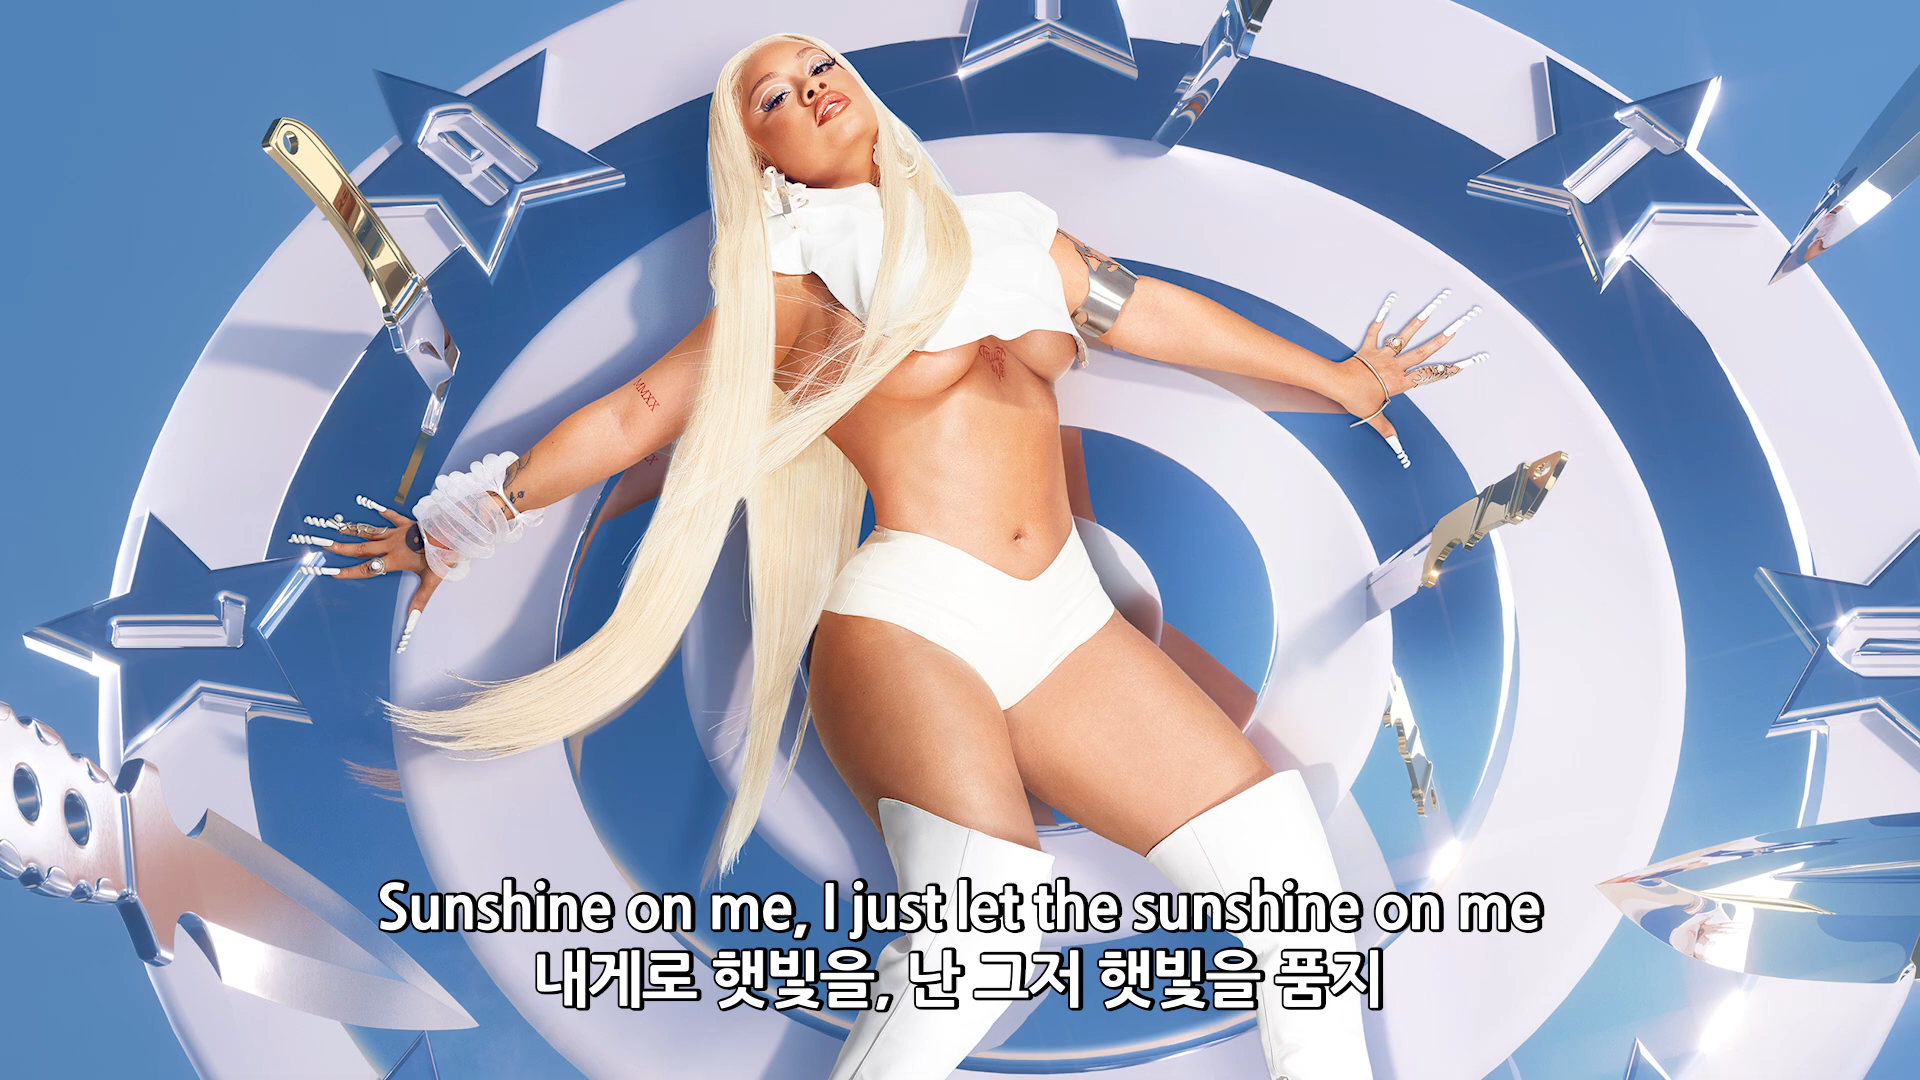 A
I
L
MMXX
Sunshine on me, I just let the sunshine on me
내게로 햇빛을, 난 그저 햇빛을 품지